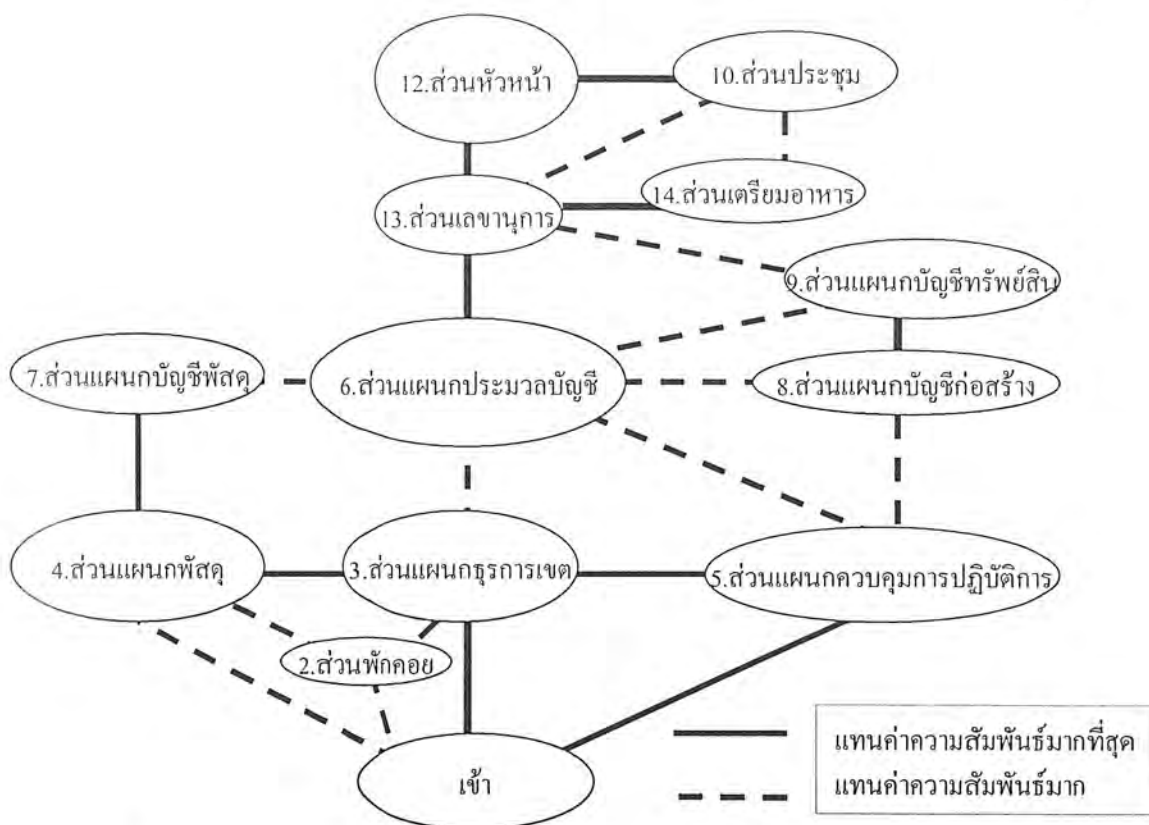 12.ส่วนหัวหน้า
10.ส่วนประชุม
14.ส่วนเตรียมอาหาร
13.ส่วนเลขานุการ
9.ส่วนแผนกบัญชีทรัพย์สิน
7.ส่วนแผนกบัญชีพัสดุ
6.ส่วนแผนกประมวลบัญชี
8.ส่วนแผนกบัญชีก่อสร้าง
4.ส่วนแผนกพัสดุ
3.ส่วนแผนกธุรการเขต
5.ส่วนแผนกควบคุมการปฏิบัติการ
2.ส่วนพักคอย
เข้า
แทนค่าความสัมพันธ์มากที่สุด
แทนค่าความสัมพันธ์มาก